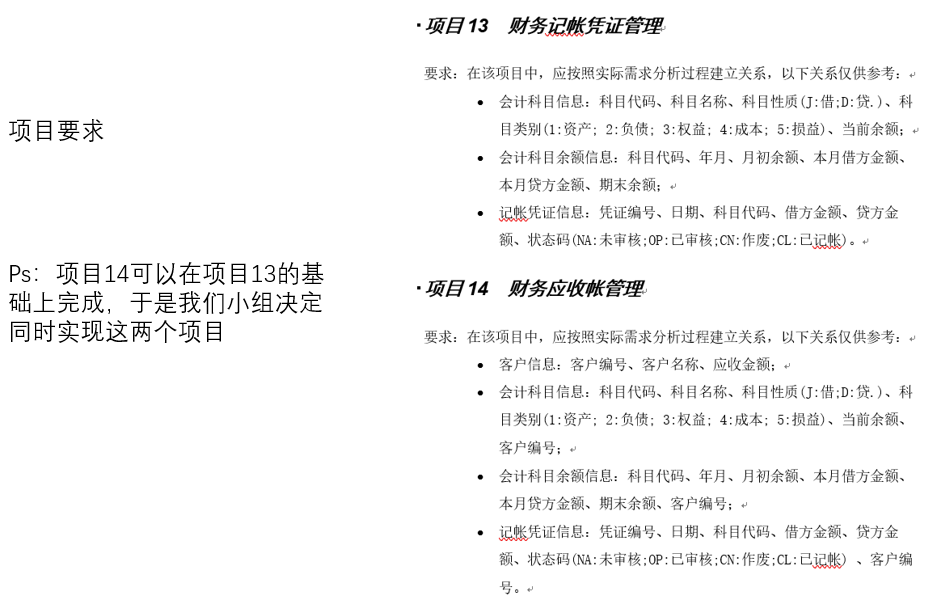 项目要求
Ps：项目14可以在项目13的基
础上完成，于是我们小组决定
同时实现这两个项目
·项目 13　财务记帐凭证管理
要求：在该项目中，应按照实际需求分析过程建立关系，以下关系仅供参考：
● 会计科目信息：科目代码、科目名称、科目性质(J:借;D:贷.)、科
目类别(1:资产; 2:负债; 3:权益; 4:成本; 5:损益)、当前余额；
● 会计科目余额信息：科目代码、年月、月初余额、本月借方金额、
本月贷方金额、期末余额；
● 记帐凭证信息：凭证编号、日期、科目代码、借方金额、贷方金
额、状态码(NA:未审核;OP:已审核;CN:作废;CL:已记帐)。
·项目 14　财务应收帐管理
要求：在该项目中，应按照实际需求分析过程建立关系，以下关系仅供参考：
● 客户信息：客户编号、客户名称、应收金额；
● 会计科目信息：科目代码、科目名称、科目性质(J:借;D:贷.)、科
目类别(1:资产; 2:负债; 3:权益; 4:成本; 5:损益)、当前余额、
客户编号；
● 会计科目余额信息：科目代码、年月、月初余额、本月借方金额、
本月贷方金额、期末余额、客户编号；
● 记帐凭证信息：凭证编号、日期、科目代码、借方金额、贷方金
额、状态码(NA:未审核;OP:已审核;CN:作废;CL:已记帐) 、客户编
号。